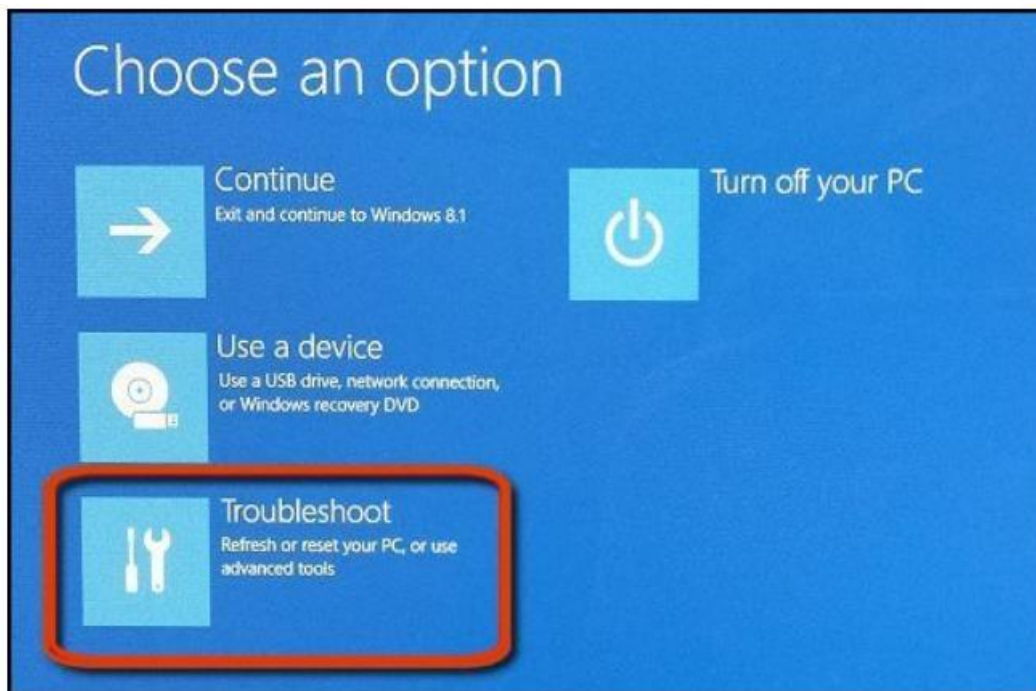 Choose an option
Continue
Exit and continue to Windows 8.1
Turn off your PC
Use a device
Use a USB drive, network connection,
or Windows recovery DVD
Troubleshoot
Refresh or reset your PC, or use
advanced tools